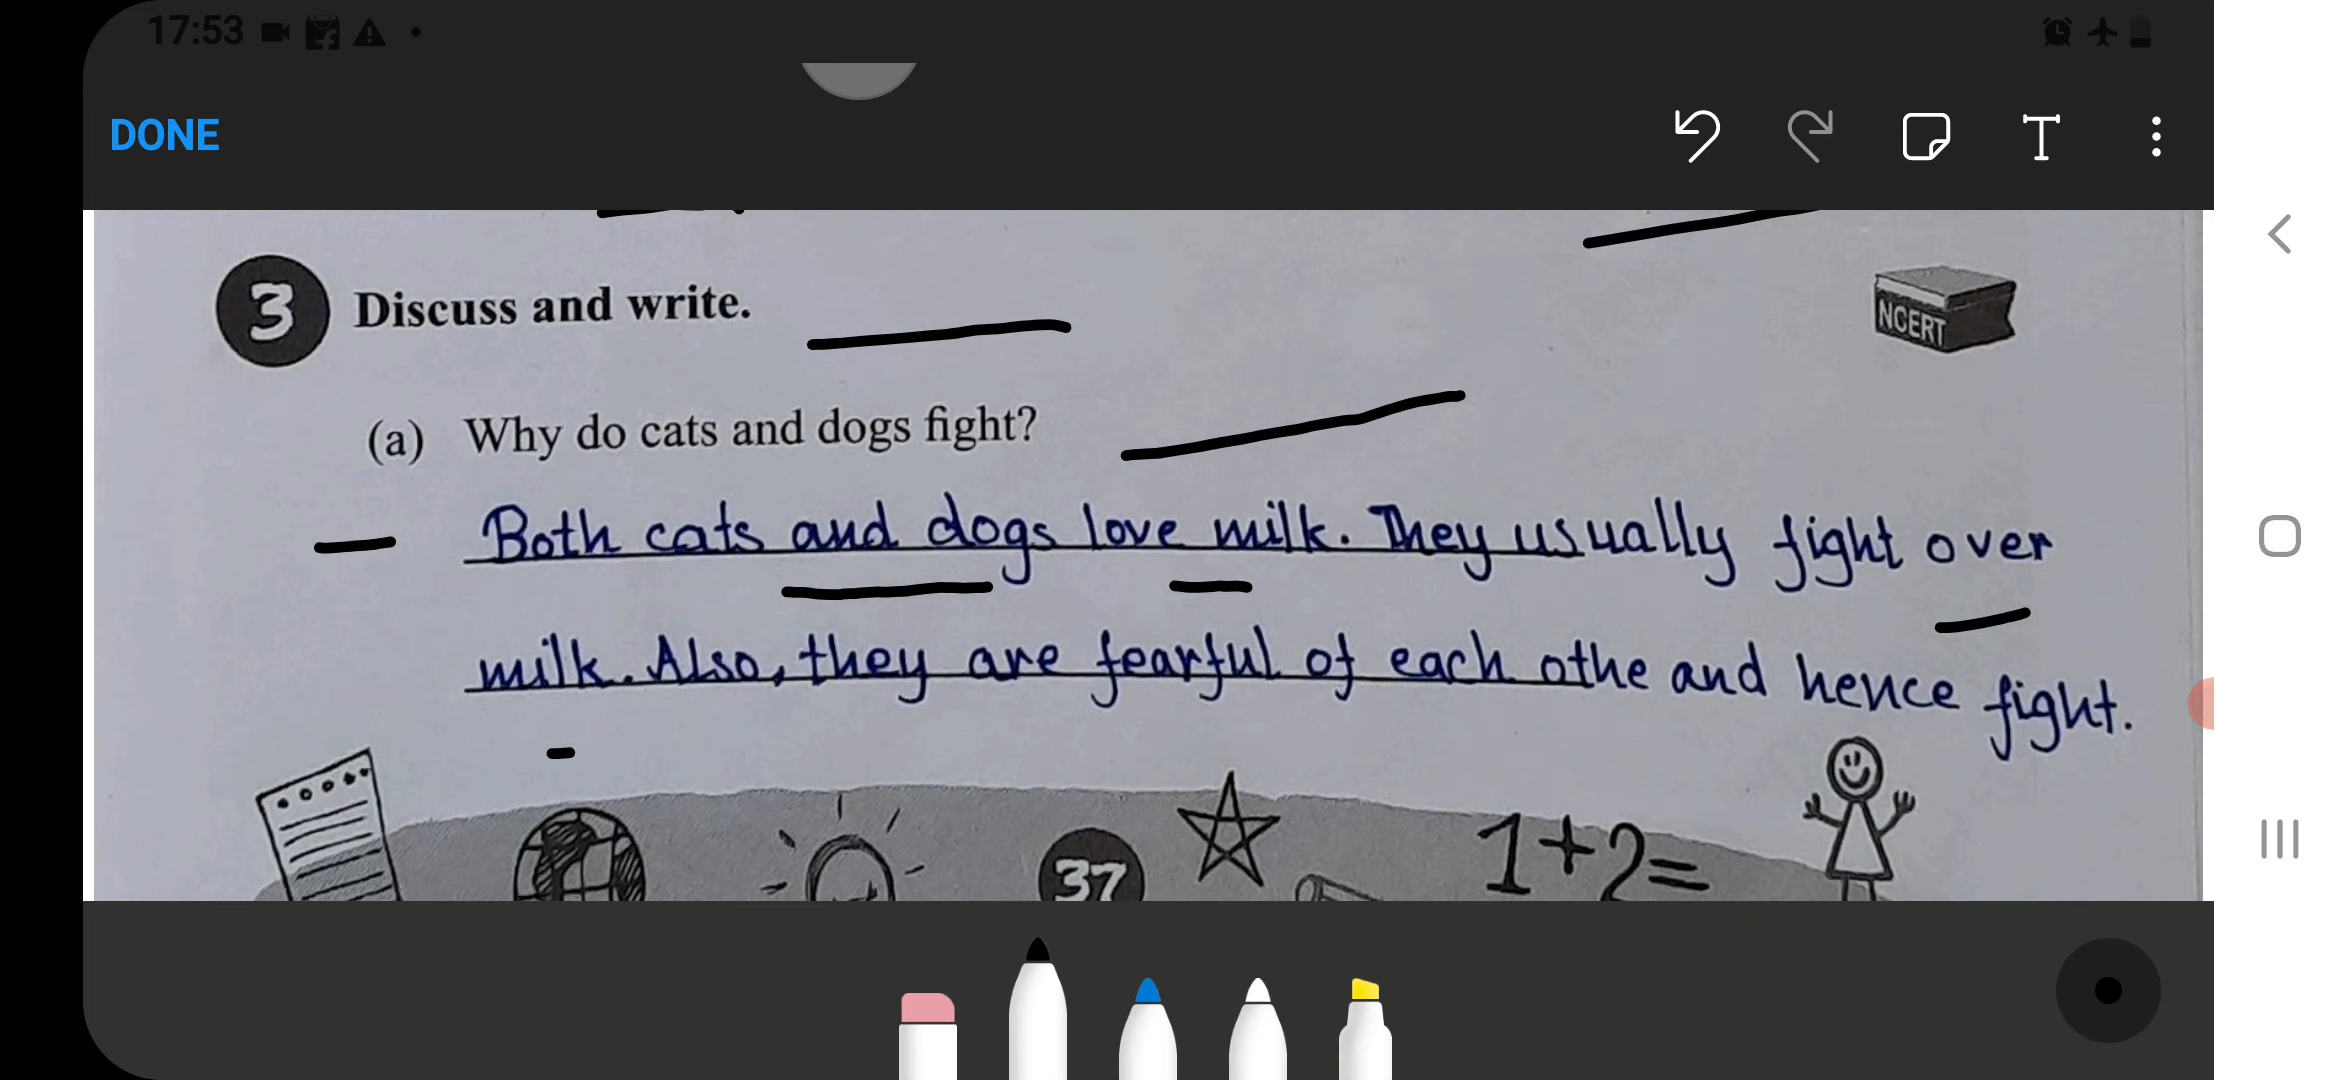 17:53
DONE
T
3 Discuss and write.
NCERT
(a) Why do cats and dogs fight?
Both cats and dogs love milk. They usually fight over
milk. Also, they are fearful of each othe and hence fight.
37
1+2=